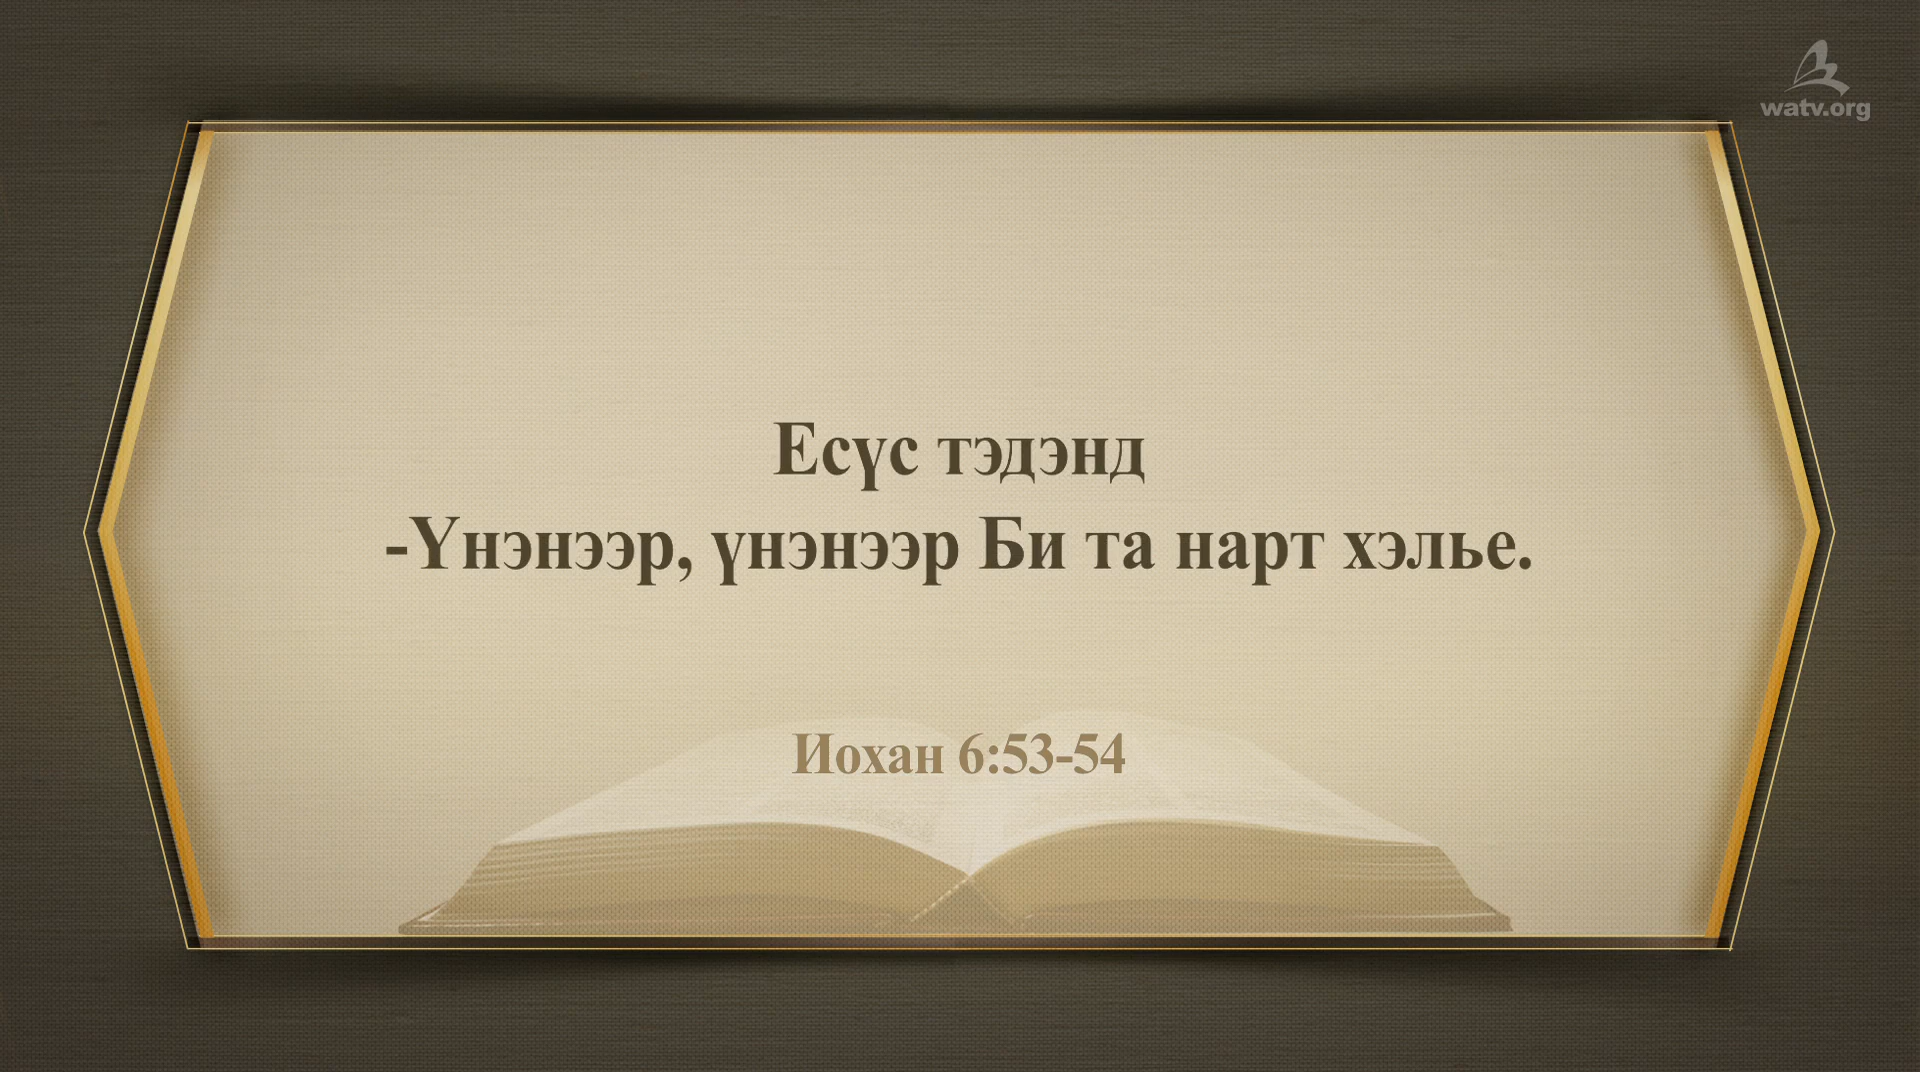 watv.org
Есүс тэдэнд
-Үнэнээр, үнэнээр Би та нарт хэлье.
Иохан 6:53-54